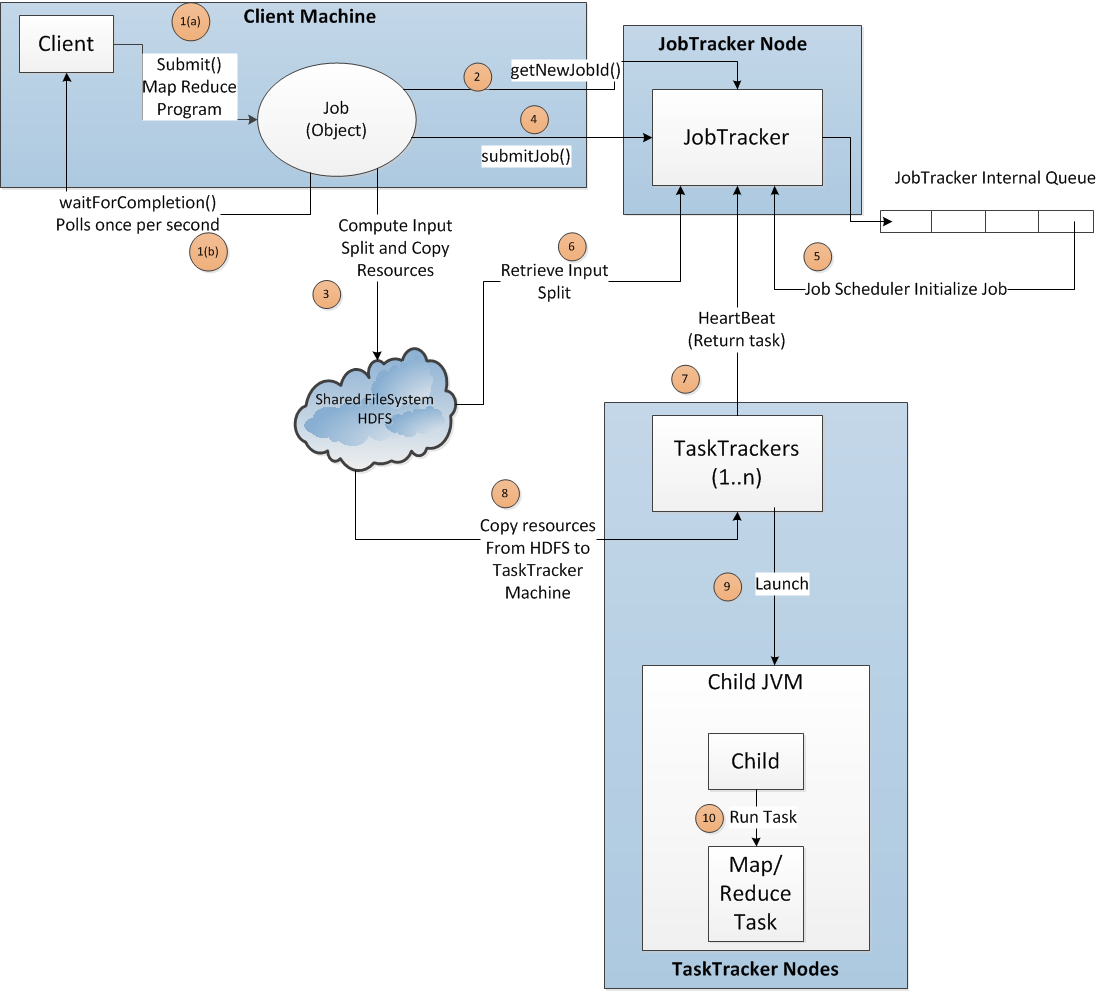 Client Machine
1(a)
Client
Submit()
Map Reduce
Program
Job
(Object)
2
getNewJobId()
4
submitJob()
JobTracker Node
JobTracker
JobTracker Internal Queue
waitForCompletion()
Polls once per second
1(b)
Compute Input
Split and Copy
Resources
3
6
Retrieve Input
Split
5
Job Scheduler Initialize Job
HeartBeat
(Return task)
7
Shared FileSystem
HDFS
TaskTrackers
(1..n)
8
Copy resources
From HDFS to
TaskTracker
Machine
9
Launch
Child JVM
Child
10
Run Task
Map/
Reduce
Task
TaskTracker Nodes